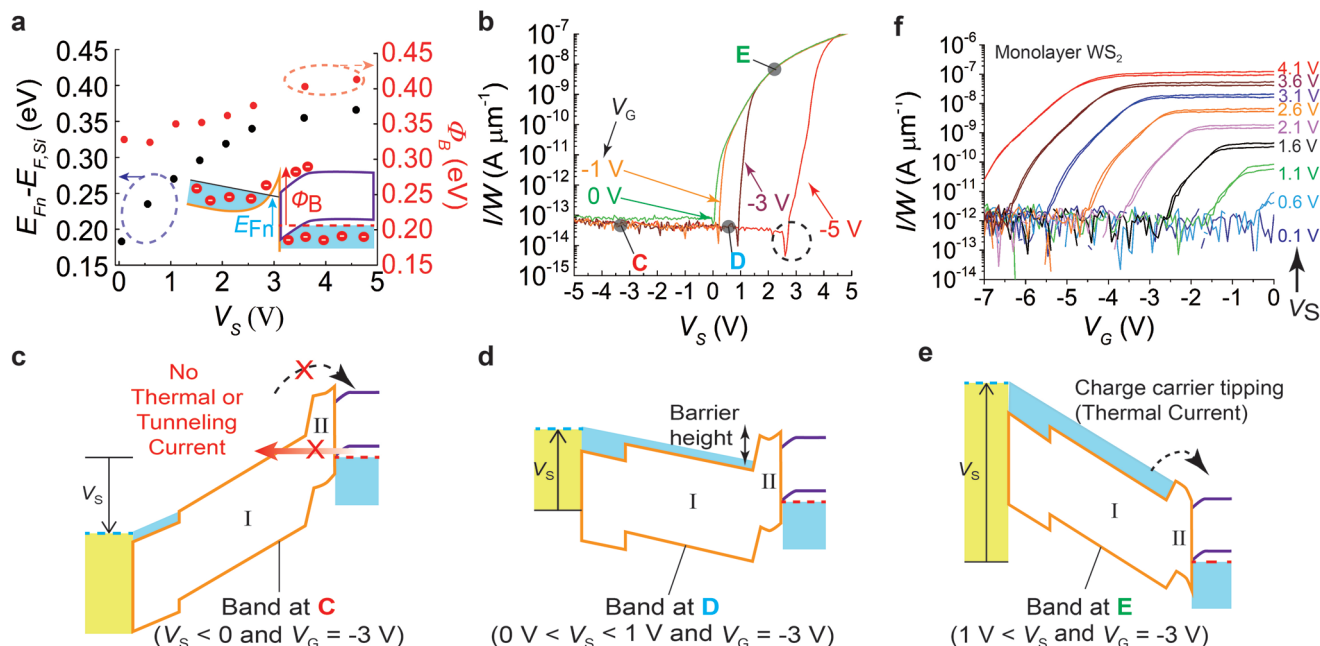 a
E_Fn-E_F,Si (eV)
0.45
0.40
0.35
0.30
0.25
0.20
0.15
0 1 2 3 4 5
V_S (V)
0.45
0.40
0.35
0.30
0.25
0.20
0.15
Φ_B (eV)
E_Fn
Φ_B
b
I/W (A µm⁻¹)
10⁻⁷
10⁻⁸
10⁻⁹
10⁻¹⁰
10⁻¹¹
10⁻¹²
10⁻¹³
10⁻¹⁴
10⁻¹⁵
V_G
-1 V
0 V
-3 V
-5 V
E
C
D
-5 -4 -3 -2 -1 0 1 2 3 4 5
V_S (V)
f
Monolayer WS₂
I/W (A µm⁻¹)
10⁻⁶
10⁻⁷
10⁻⁸
10⁻⁹
10⁻¹⁰
10⁻¹¹
10⁻¹²
10⁻¹³
10⁻¹⁴
4.1 V
3.6 V
3.1 V
2.6 V
2.1 V
1.6 V
1.1 V
0.6 V
0.1 V
V_S
-7 -6 -5 -4 -3 -2 -1 0
V_G (V)
c
No
Thermal or
Tunneling
Current
X
X
II
V_S
I
Band at C
(V_S < 0 and V_G = -3 V)
d
Barrier
height
V_S
I
II
Band at D
(0 V < V_S < 1 V and V_G = -3 V)
e
Charge carrier tipping
(Thermal Current)
V_S
I
II
Band at E
(1 V < V_S and V_G = -3 V)